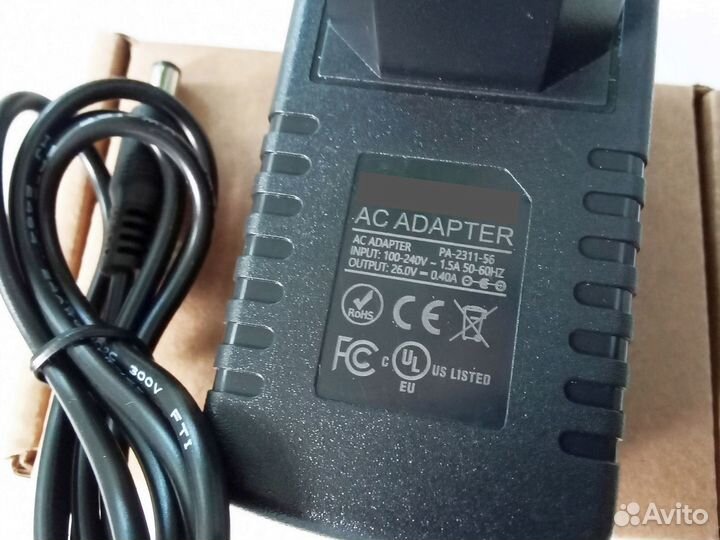 AC ADAPTER
AC ADAPTER PA-2311-56
INPUT: 100-240V ~ 1.5A 50-60HZ
OUTPUT: 26.0V ⎓ 0.40A
RoHS CE
FC C UL US LISTED
EU
300V FTI
Avito